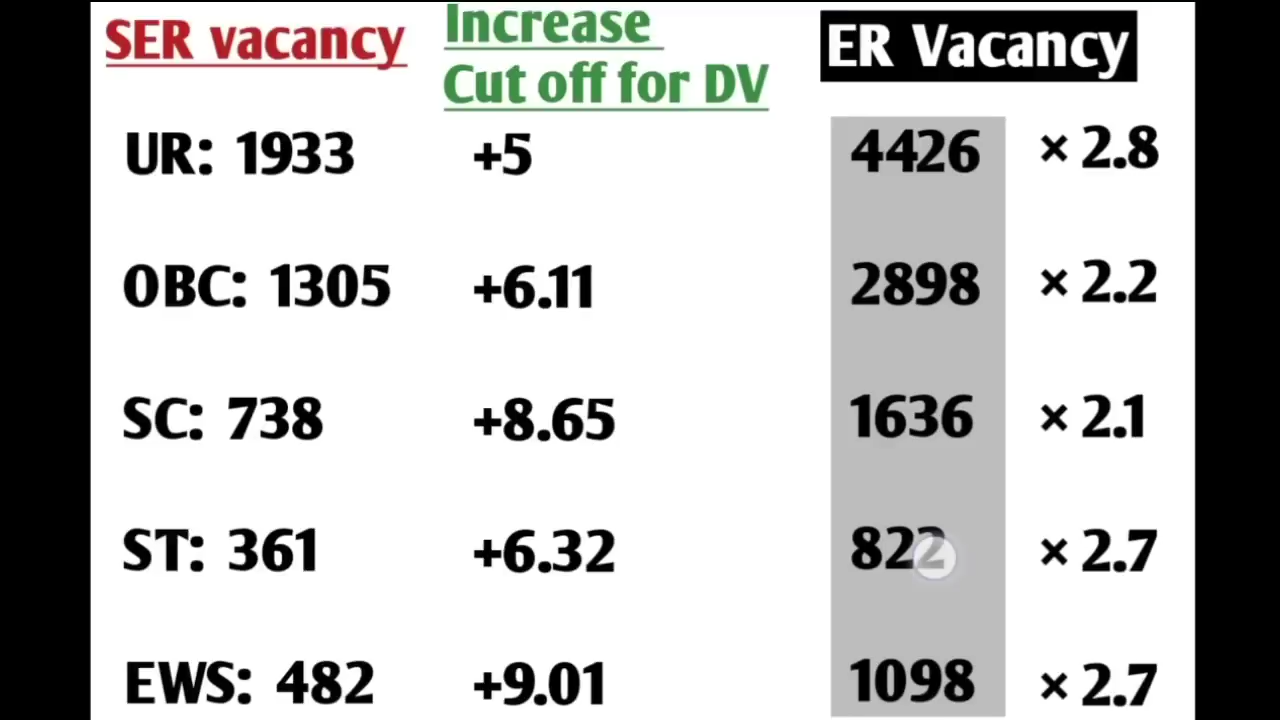 SER vacancy
Increase
Cut off for DV
ER Vacancy
UR: 1933 +5 4426 × 2.8
OBC: 1305 +6.11 2898 × 2.2
SC: 738 +8.65 1636 × 2.1
ST: 361 +6.32 822 × 2.7
EWS: 482 +9.01 1098 × 2.7